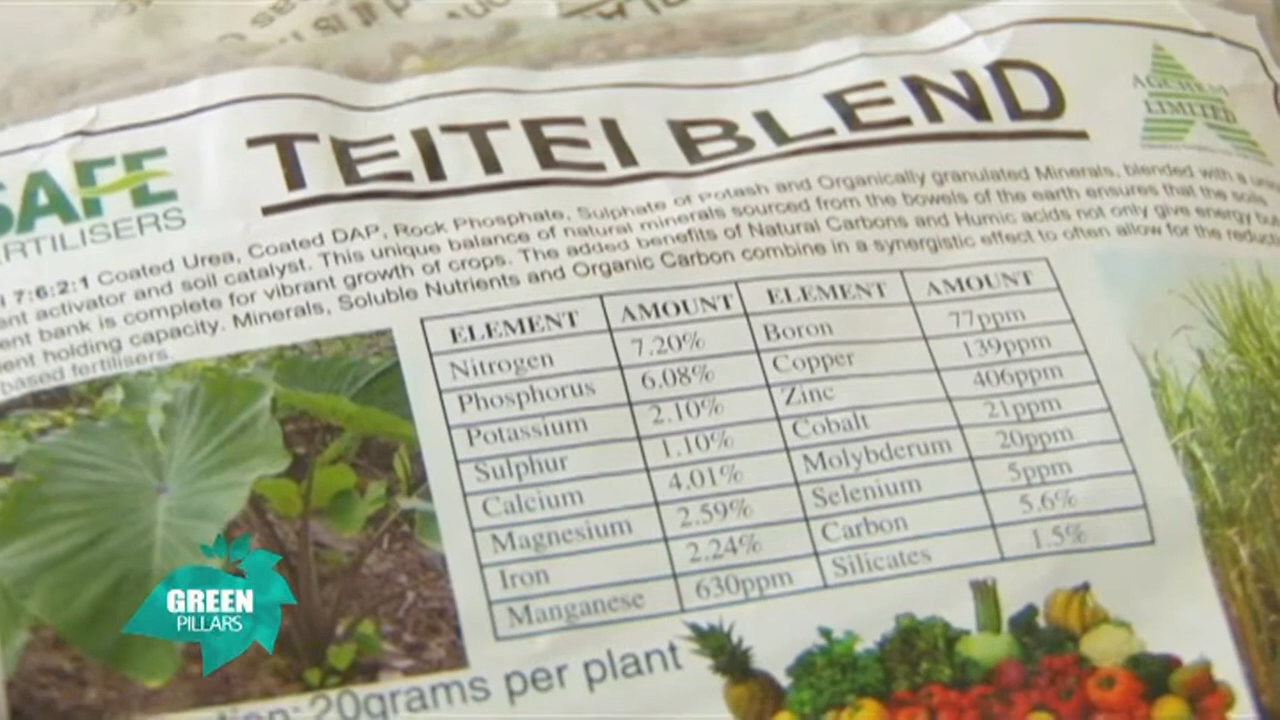 TEITEI BLEND
SAFE
FERTILISERS
AGCHEM
LIMITED
7:6:2:1 Coated Urea, Coated DAP, Rock Phosphate, Sulphate of Potash and Organically granulated Minerals, blended with a
activator and soil catalyst. This unique balance of natural minerals sourced from the bowels of the earth ensures that the soils
bank is complete for vibrant growth of crops. The added benefits of Natural Carbons and Humic acids not only give energy but
holding capacity. Minerals, Soluble Nutrients and Organic Carbon combine in a synergistic effect to often allow for the
based fertilisers.
ELEMENT AMOUNT ELEMENT AMOUNT
Nitrogen 7.20% Boron 77ppm
Phosphorus 6.08% Copper 139ppm
Potassium 2.10% Zinc 406ppm
Sulphur 1.10% Cobalt 21ppm
Calcium 4.01% Molybderum 20ppm
Magnesium 2.59% Selenium 5ppm
Iron 2.24% Carbon 5.6%
Manganese 630ppm Silicates 1.5%
20grams per plant
GREEN
PILLARS